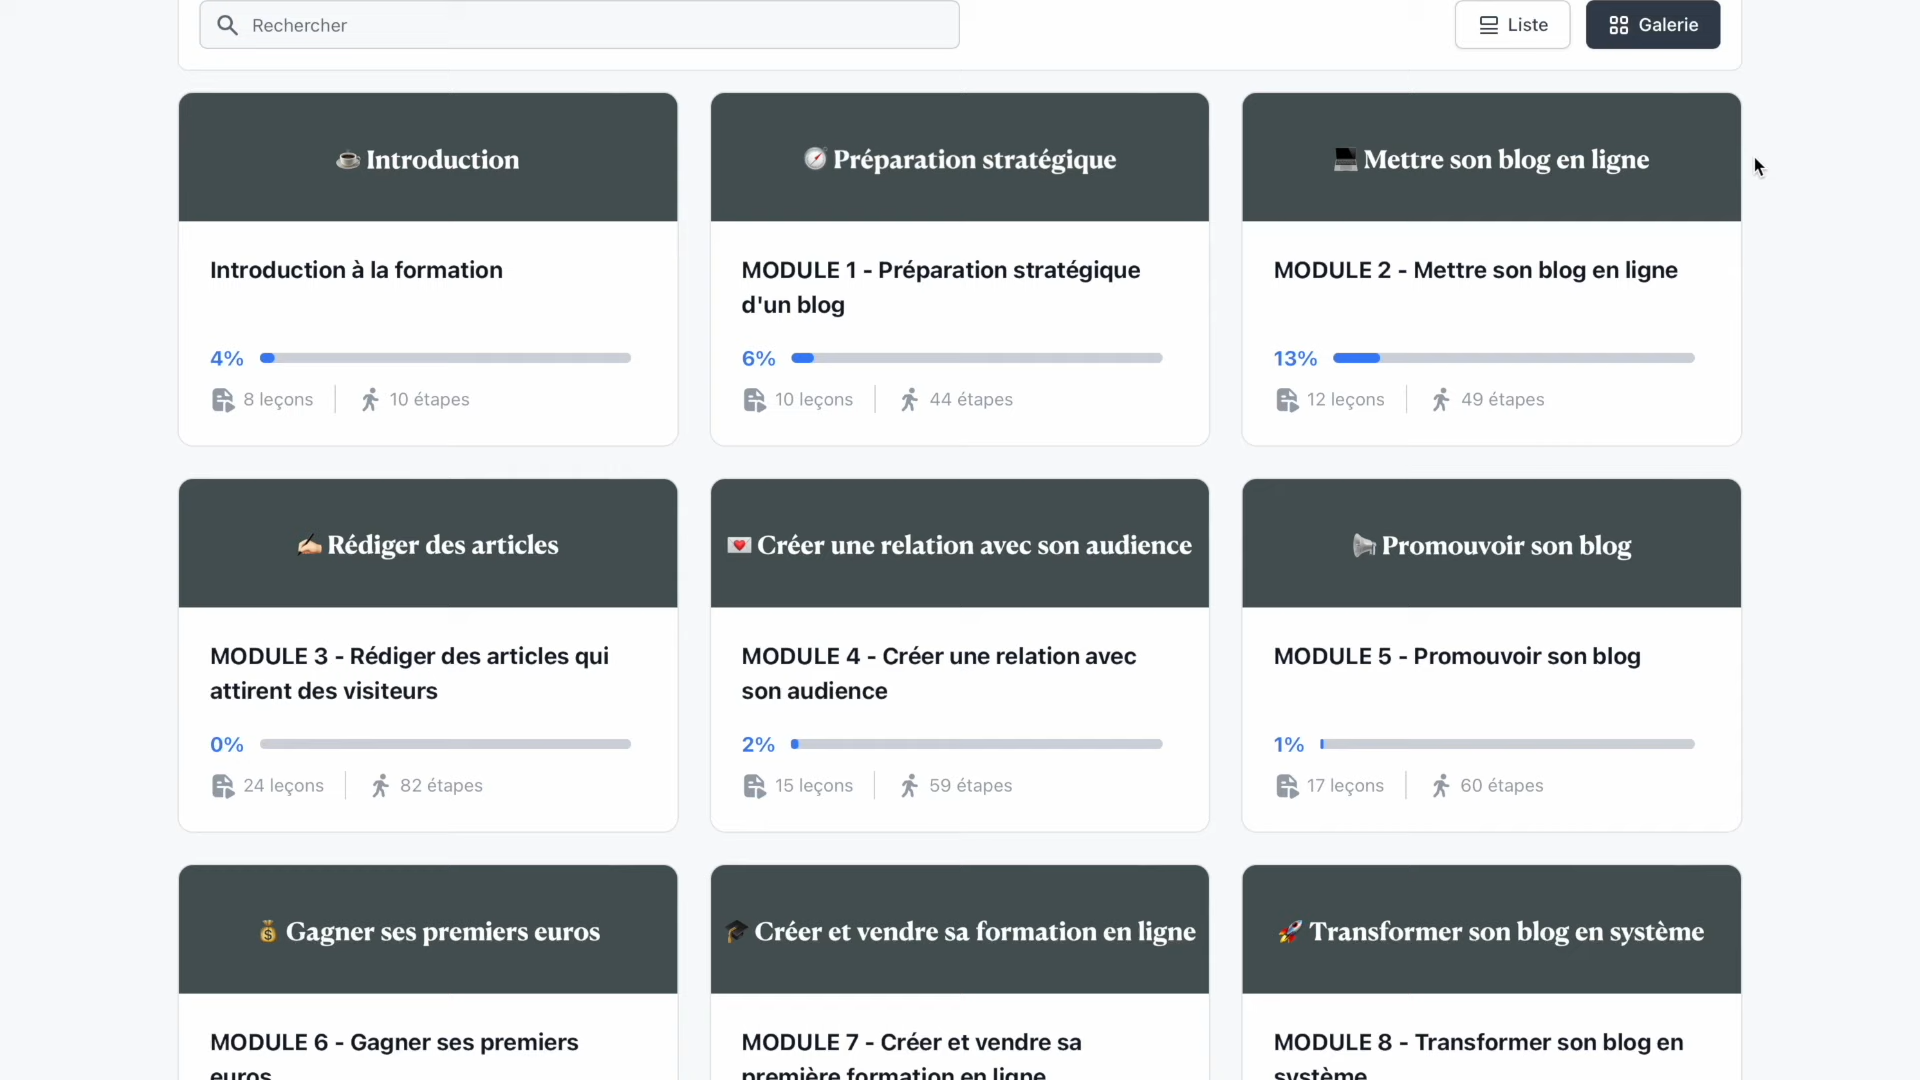 Rechercher
Liste
Galerie
Introduction
Préparation stratégique
Mettre son blog en ligne
Introduction à la formation
MODULE 1 - Préparation stratégique
d'un blog
MODULE 2 - Mettre son blog en ligne
4%
6%
13%
8 leçons
10 étapes
10 leçons
44 étapes
12 leçons
49 étapes
Rédiger des articles
Créer une relation avec son audience
Promouvoir son blog
MODULE 3 - Rédiger des articles qui
attirent des visiteurs
MODULE 4 - Créer une relation avec
son audience
MODULE 5 - Promouvoir son blog
0%
2%
1%
24 leçons
82 étapes
15 leçons
59 étapes
17 leçons
60 étapes
Gagner ses premiers euros
Créer et vendre sa formation en ligne
Transformer son blog en système
MODULE 6 - Gagner ses premiers
euros
MODULE 7 - Créer et vendre sa
première formation en ligne
MODULE 8 - Transformer son blog en
système